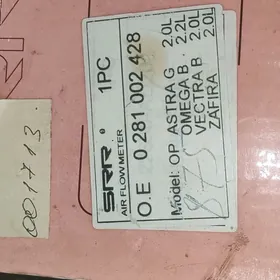 SRR ® 1PC
AIR FLOW METER
O.E 0 281 002 428
Model: OP ASTRA G 2.0L
OMEGA B 2.2L
VECTRA B 2.0L
ZAFIRA 2.0L
875
001713